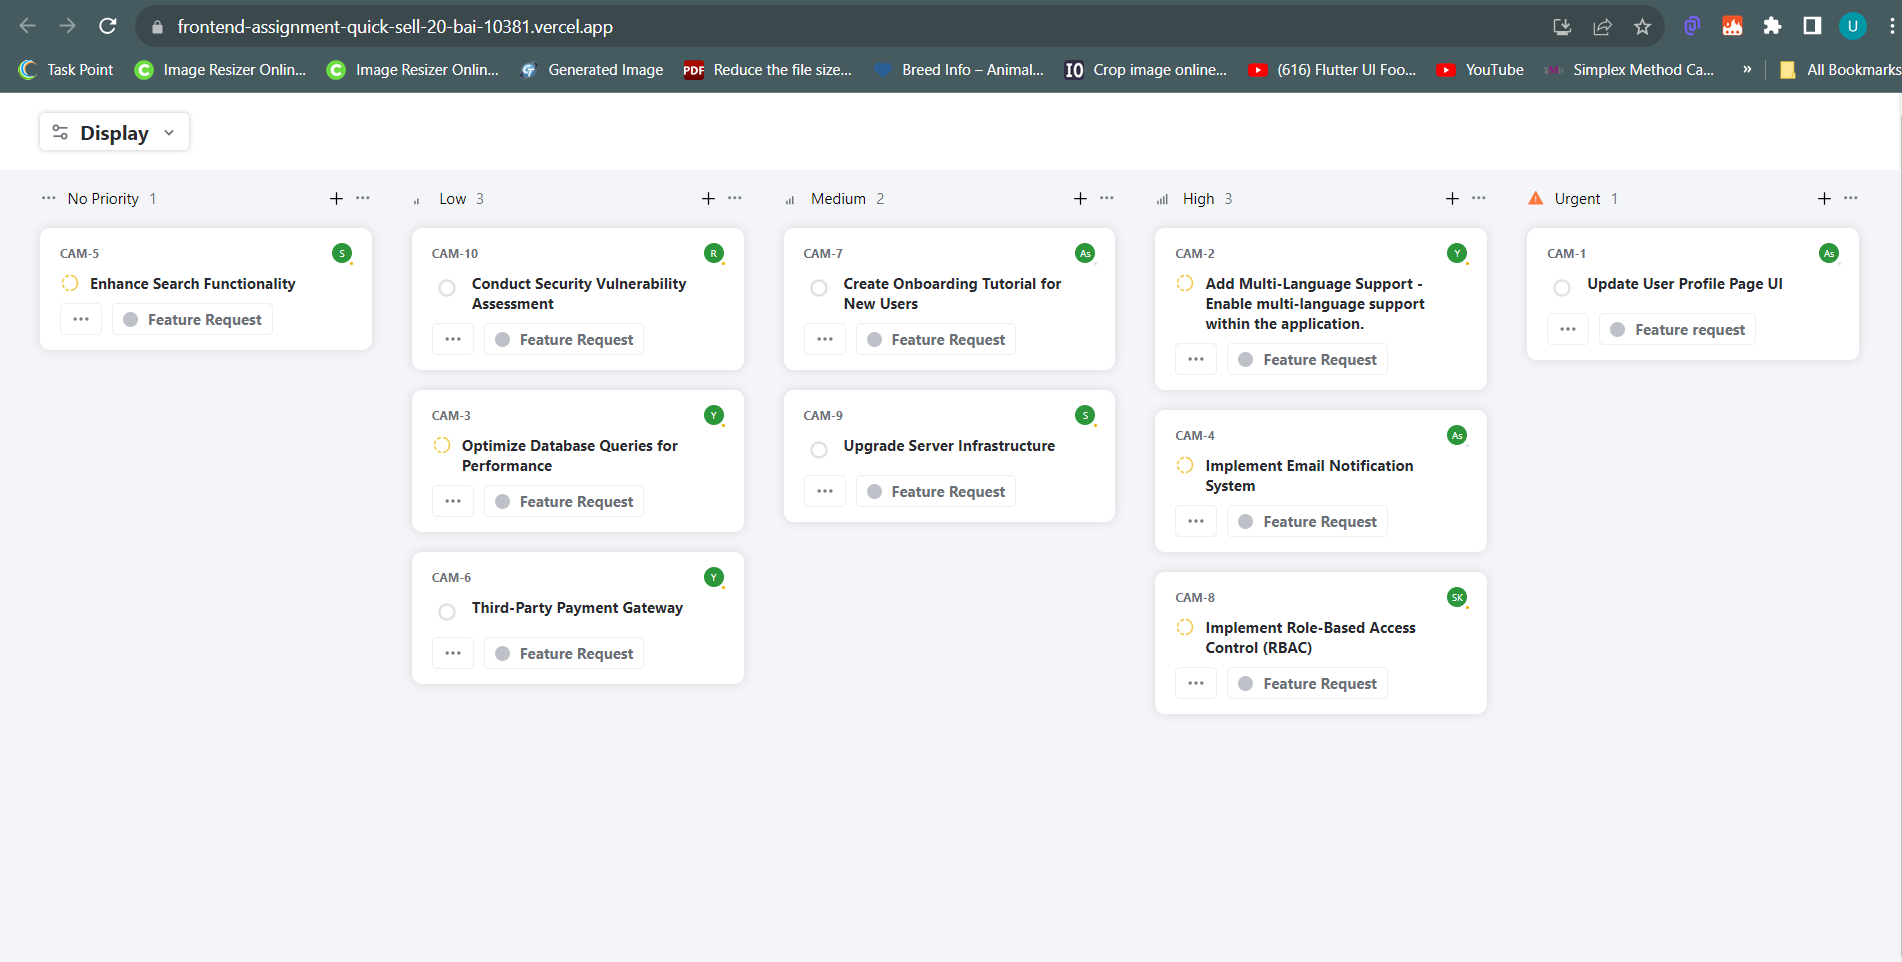 frontend-assignment-quick-sell-20-bai-10381.vercel.app
U
Task Point
Image Resizer Onlin...
Image Resizer Onlin...
Generated Image
PDF
Reduce the file size...
Breed Info – Animal...
IO
Crop image online...
(616) Flutter UI Foo...
YouTube
Simplex Method Ca...
»
All Bookmarks
Display
No Priority 1
CAM-5
S
Enhance Search Functionality
Feature Request
Low 3
CAM-10
R
Conduct Security Vulnerability
Assessment
Feature Request
CAM-3
Y
Optimize Database Queries for
Performance
Feature Request
CAM-6
Y
Third-Party Payment Gateway
Feature Request
Medium 2
CAM-7
As
Create Onboarding Tutorial for
New Users
Feature Request
CAM-9
S
Upgrade Server Infrastructure
Feature Request
High 3
CAM-2
Y
Add Multi-Language Support -
Enable multi-language support
within the application.
Feature Request
CAM-4
As
Implement Email Notification
System
Feature Request
CAM-8
SK
Implement Role-Based Access
Control (RBAC)
Feature Request
Urgent 1
CAM-1
As
Update User Profile Page UI
Feature request